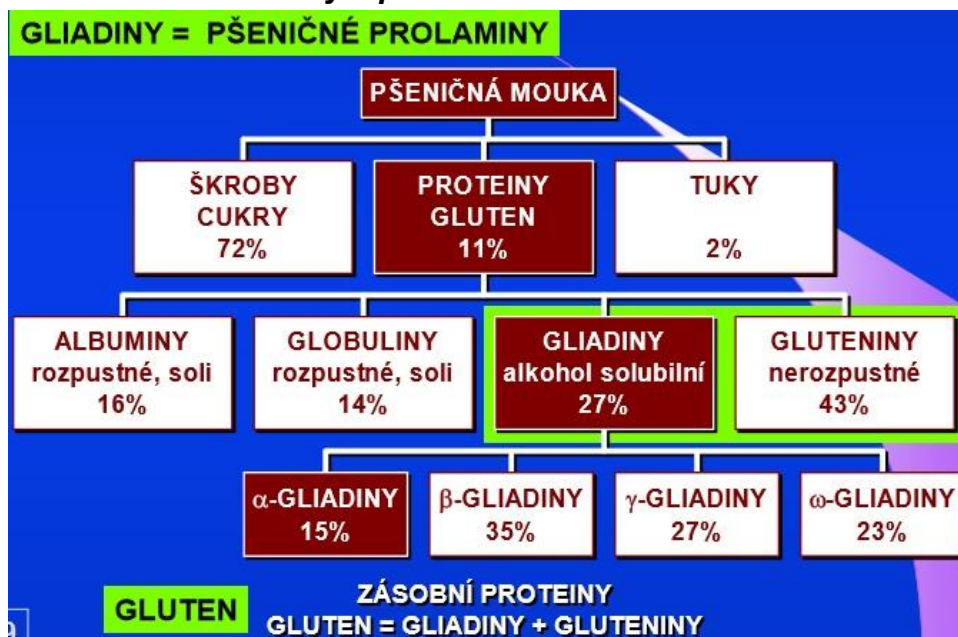 GLIADINY = PŠENIČNÉ PROLAMINY
PŠENIČNÁ MOUKA
ŠKROBY
CUKRY
72%
PROTEINY
GLUTEN
11%
TUKY
2%
ALBUMINY
rozpustné, soli
16%
GLOBULINY
rozpustné, soli
14%
GLIADINY
alkohol solubilní
27%
GLUTENINY
nerozpustné
43%
α-GLIADINY
15%
β-GLIADINY
35%
γ-GLIADINY
27%
ω-GLIADINY
23%
GLUTEN
ZÁSOBNÍ PROTEINY
GLUTEN = GLIADINY + GLUTENINY